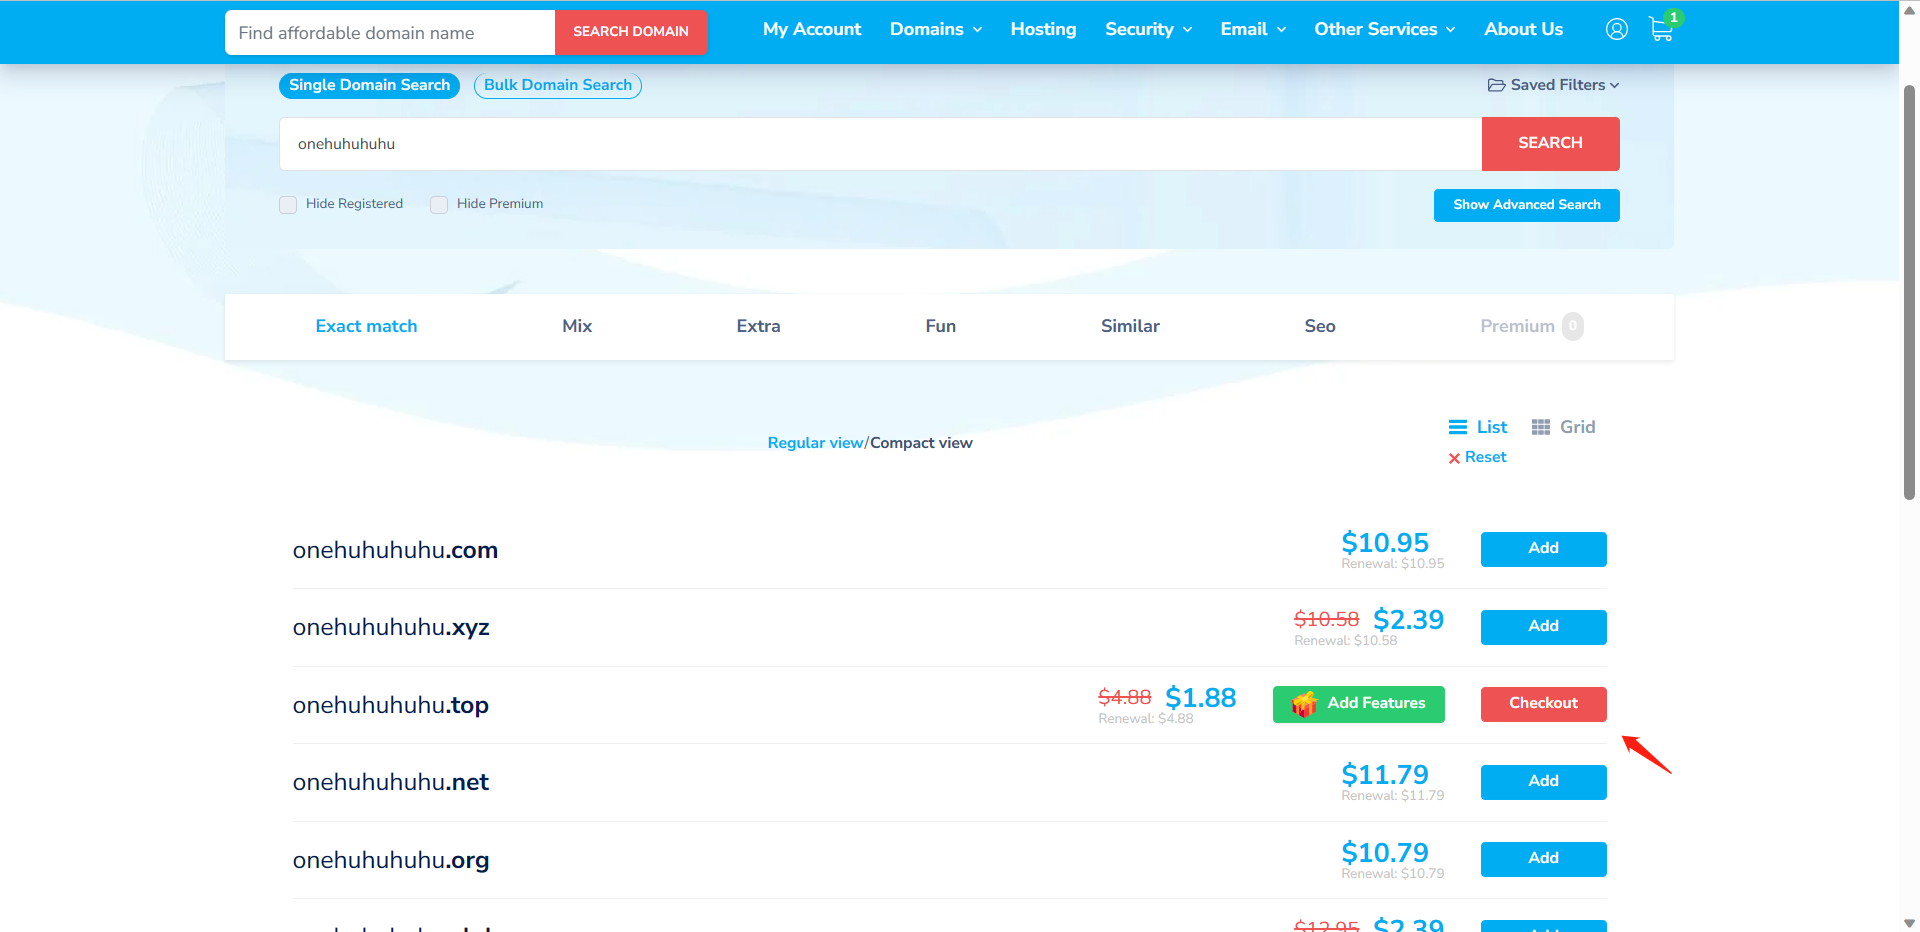 Find affordable domain name
SEARCH DOMAIN
My Account
Domains
Hosting
Security
Email
Other Services
About Us
1
Single Domain Search
Bulk Domain Search
Saved Filters
onehuhuhuhu
SEARCH
Hide Registered
Hide Premium
Show Advanced Search
Exact match
Mix
Extra
Fun
Similar
Seo
Premium 0
Regular view/Compact view
List
Grid
Reset
onehuhuhuhu.com
$10.95
Renewal: $10.95
Add
onehuhuhuhu.xyz
$10.58 $2.39
Renewal: $10.58
Add
onehuhuhuhu.top
$4.88 $1.88
Renewal: $4.88
Add Features
Checkout
onehuhuhuhu.net
$11.79
Renewal: $11.79
Add
onehuhuhuhu.org
$10.79
Renewal: $10.79
Add
$12.95 $2.39